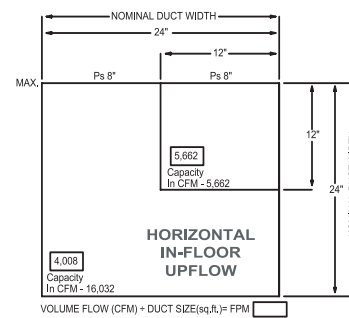 NOMINAL DUCT WIDTH
24"
12"
MAX.
Ps 8"
Ps 8"
12"
24"
5,662
Capacity
In CFM - 5,662
HORIZONTAL
IN-FLOOR
UPFLOW
4,008
Capacity
In CFM - 16,032
VOLUME FLOW (CFM) ÷ DUCT SIZE(sq.ft.)= FPM